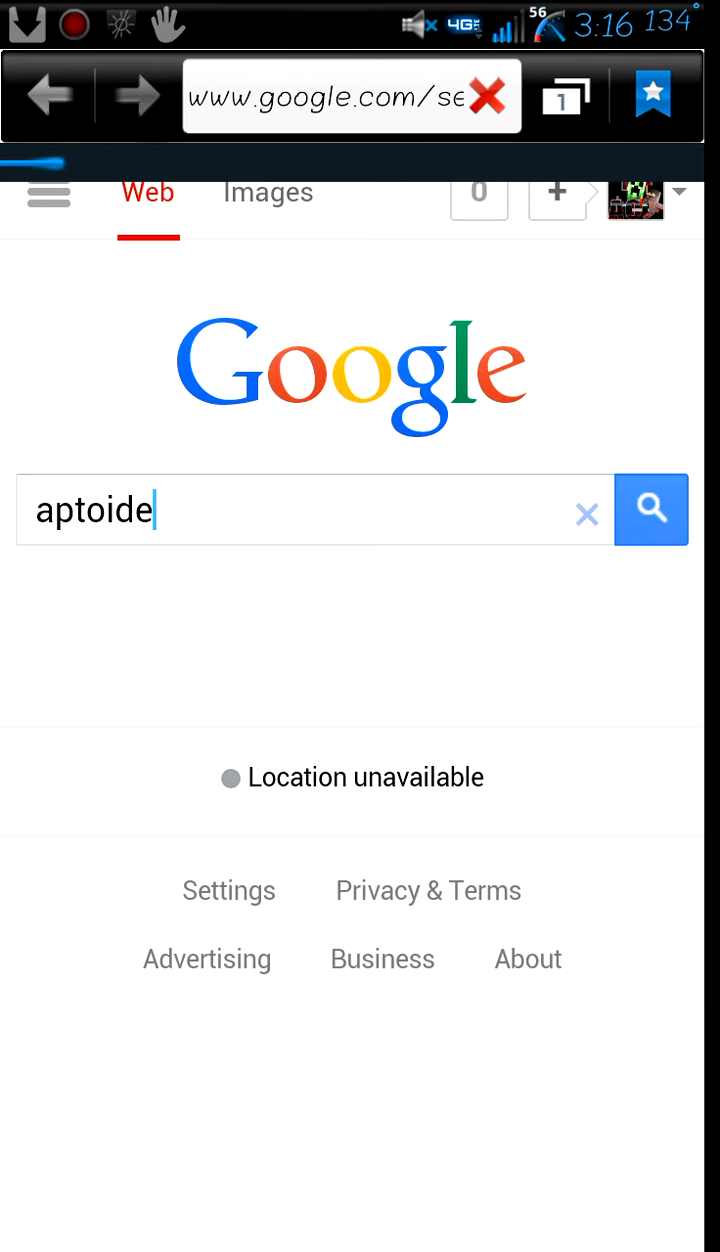 4G 56 3:16 134°
www.google.com/se 1
Web Images 0 +
Google
aptoide
Location unavailable
Settings Privacy & Terms
Advertising Business About